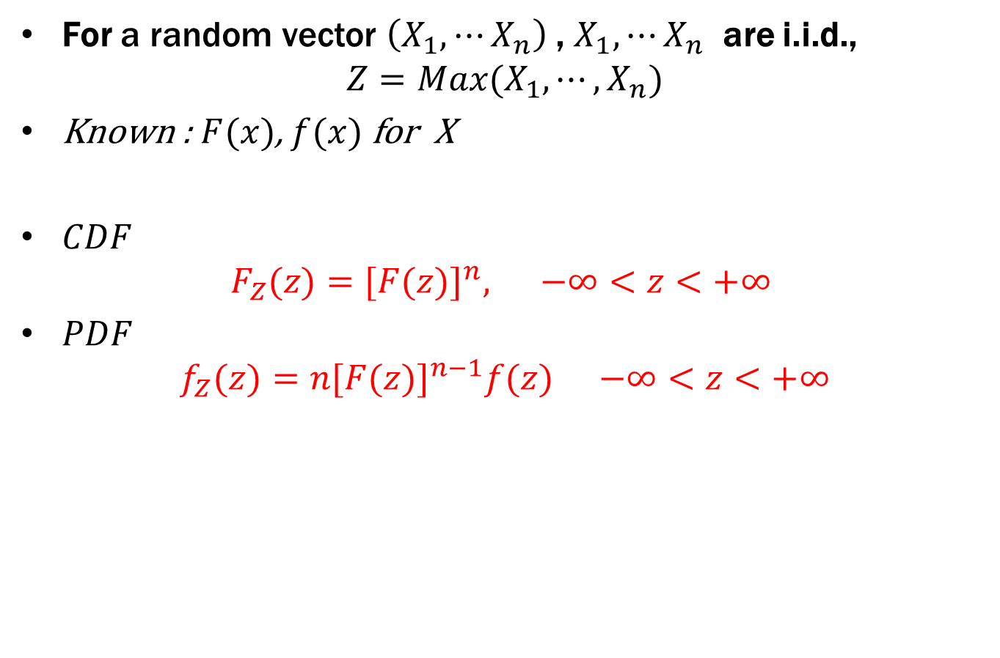 • For a random vector (X₁, ⋯ Xₙ) , X₁, ⋯ Xₙ are i.i.d.,
Z = Max(X₁, ⋯ , Xₙ)
• Known : F(x), f(x) for X
• CDF
F_Z(z) = [F(z)]ⁿ, −∞ < z < +∞
• PDF
f_Z(z) = n[F(z)]ⁿ⁻¹f(z) −∞ < z < +∞